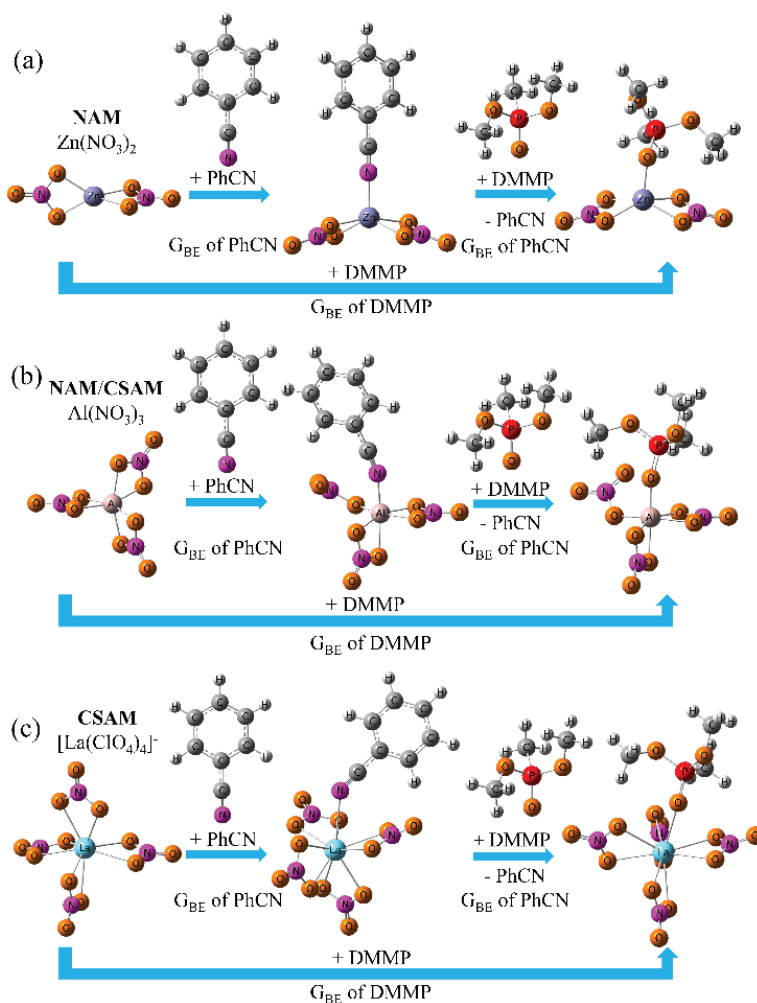 (a)
NAM
Zn(NO3)2
+ PhCN
GBE of PhCN
+ DMMP
- PhCN
GBE of PhCN
+ DMMP
GBE of DMMP
(b)
NAM/CSAM
Al(NO3)3
+ PhCN
GBE of PhCN
+ DMMP
- PhCN
GBE of PhCN
+ DMMP
GBE of DMMP
(c)
CSAM
[La(ClO4)4]-
+ PhCN
GBE of PhCN
+ DMMP
- PhCN
GBE of PhCN
+ DMMP
GBE of DMMP